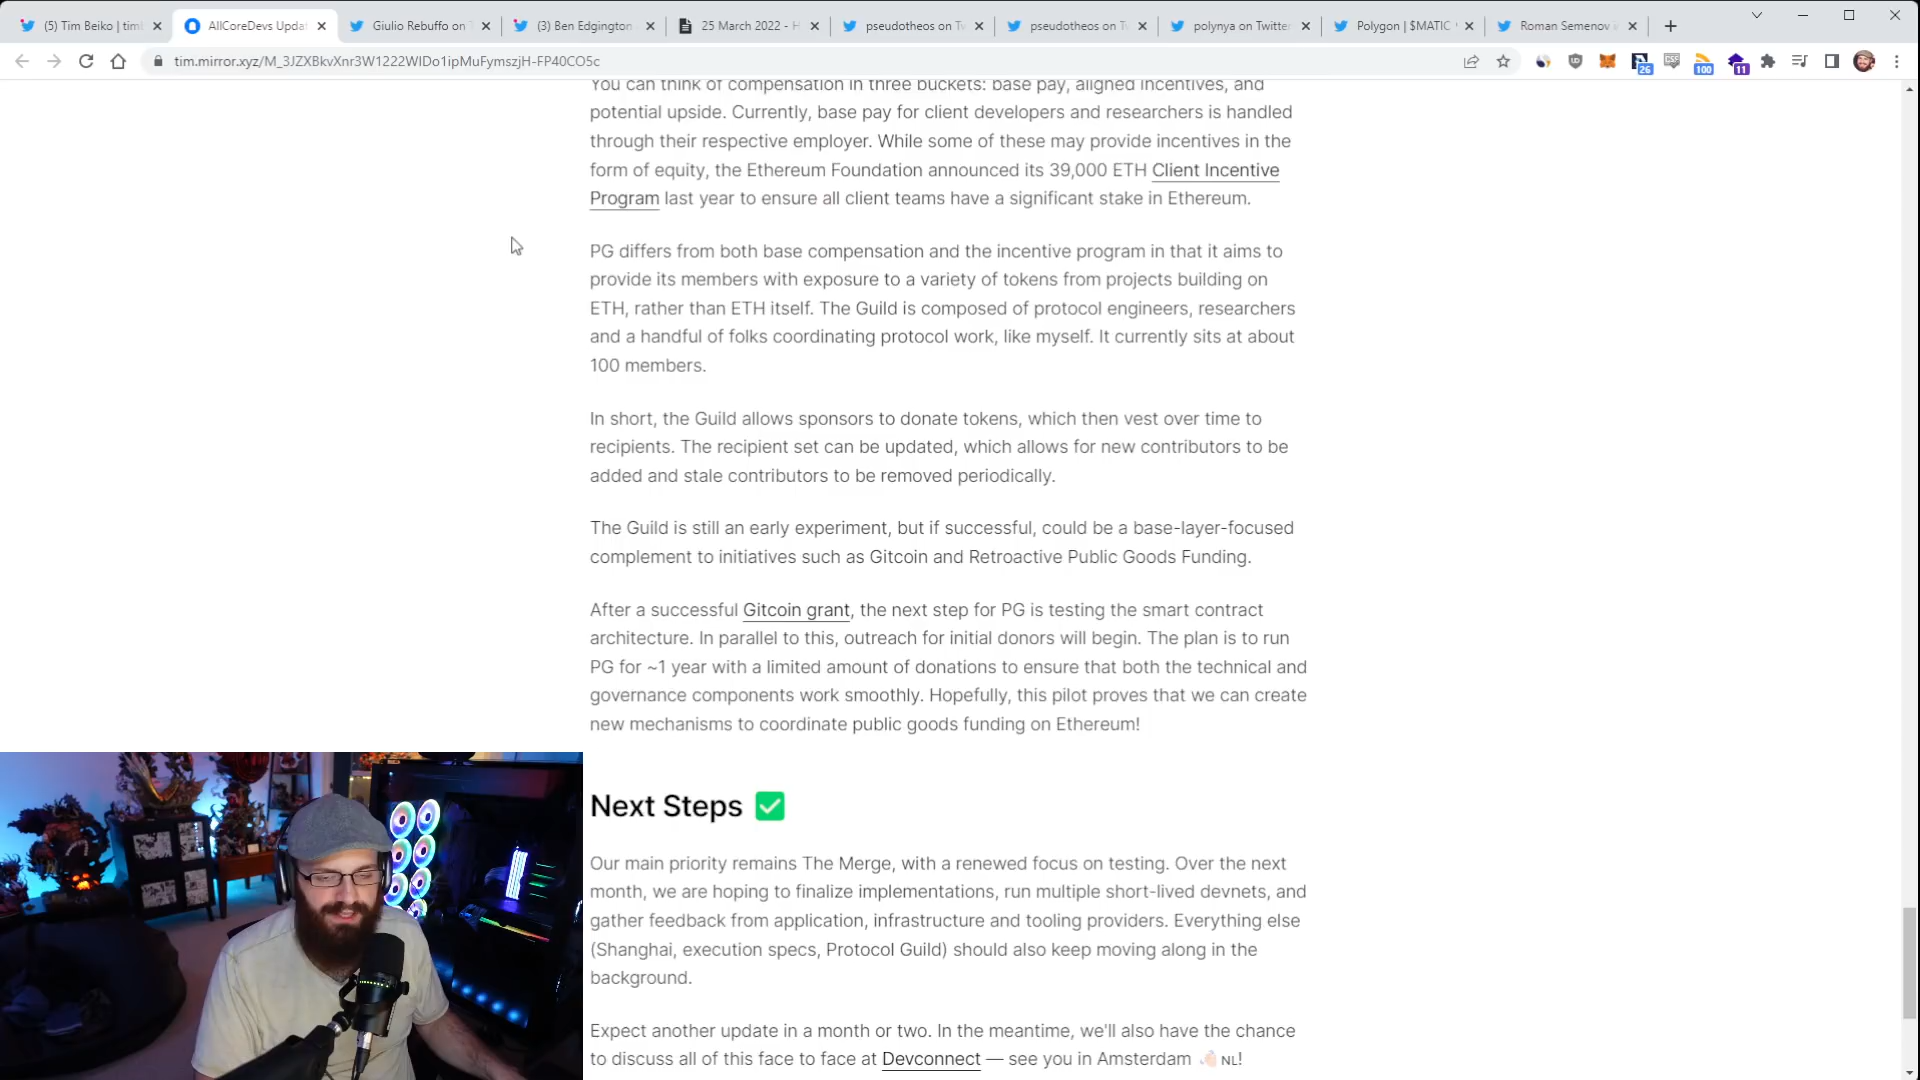 (5) Tim Beiko | timb
AllCoreDevs Updat
Giulio Rebuffo on T
(3) Ben Edgington
25 March 2022 - H
pseudotheos on Tw
pseudotheos on Tw
polynya on Twitter
Polygon | $MATIC
Roman Semenov
tim.mirror.xyz/M_3JZXBkvXnr3W1222WIDo1ipMuFymszjH-FP40CO5c
26
100
11
You can think of compensation in three buckets: base pay, aligned incentives, and
potential upside. Currently, base pay for client developers and researchers is handled
through their respective employer. While some of these may provide incentives in the
form of equity, the Ethereum Foundation announced its 39,000 ETH Client Incentive
Program last year to ensure all client teams have a significant stake in Ethereum.
PG differs from both base compensation and the incentive program in that it aims to
provide its members with exposure to a variety of tokens from projects building on
ETH, rather than ETH itself. The Guild is composed of protocol engineers, researchers
and a handful of folks coordinating protocol work, like myself. It currently sits at about
100 members.
In short, the Guild allows sponsors to donate tokens, which then vest over time to
recipients. The recipient set can be updated, which allows for new contributors to be
added and stale contributors to be removed periodically.
The Guild is still an early experiment, but if successful, could be a base-layer-focused
complement to initiatives such as Gitcoin and Retroactive Public Goods Funding.
After a successful Gitcoin grant, the next step for PG is testing the smart contract
architecture. In parallel to this, outreach for initial donors will begin. The plan is to run
PG for ~1 year with a limited amount of donations to ensure that both the technical and
governance components work smoothly. Hopefully, this pilot proves that we can create
new mechanisms to coordinate public goods funding on Ethereum!
Next Steps ✅
Our main priority remains The Merge, with a renewed focus on testing. Over the next
month, we are hoping to finalize implementations, run multiple short-lived devnets, and
gather feedback from application, infrastructure and tooling providers. Everything else
(Shanghai, execution specs, Protocol Guild) should also keep moving along in the
background.
Expect another update in a month or two. In the meantime, we'll also have the chance
to discuss all of this face to face at Devconnect — see you in Amsterdam 👋🏻 NL!